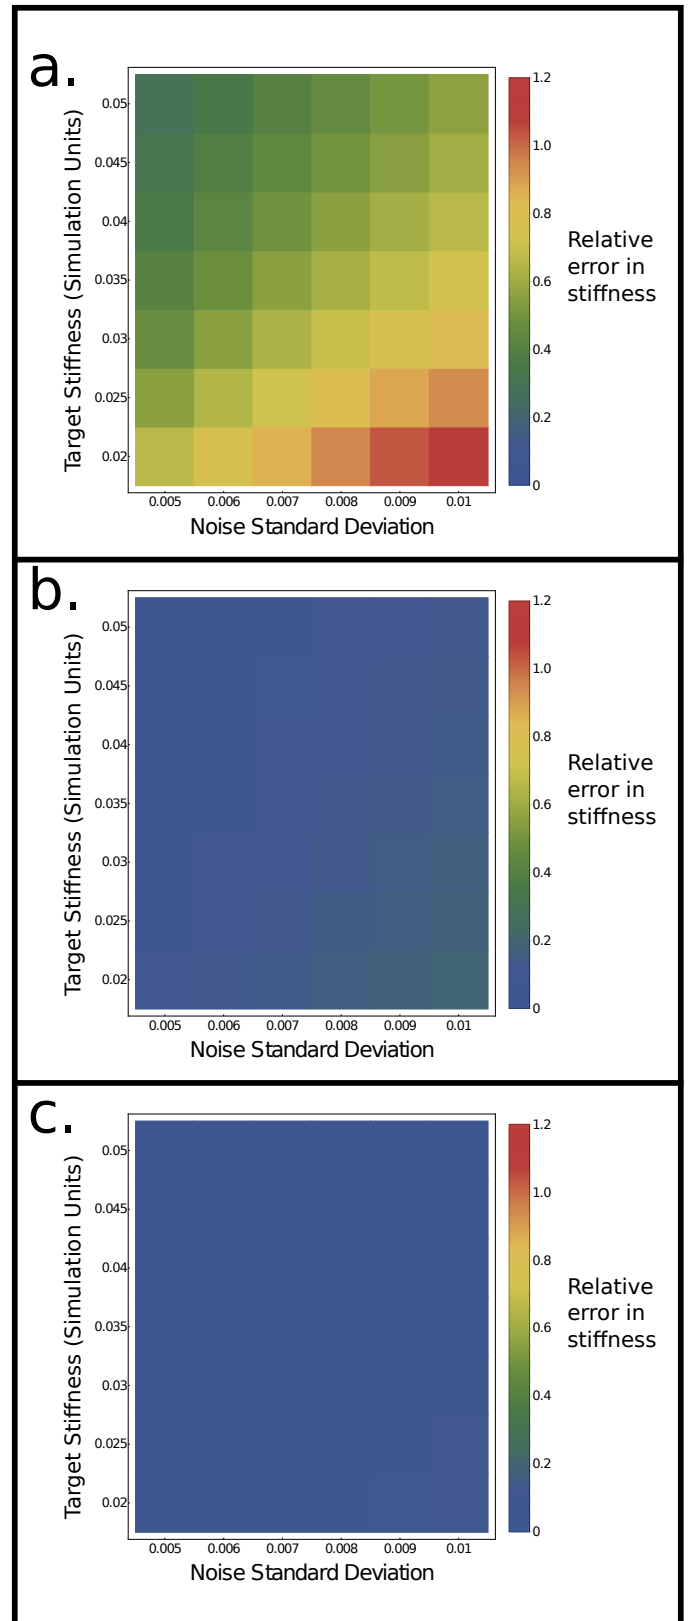 a.
Target Stiffness (Simulation Units)
0.05
0.045
0.04
0.035
0.03
0.025
0.02
0.005 0.006 0.007 0.008 0.009 0.01
Noise Standard Deviation
1.2
1.0
0.8
0.6
0.4
0.2
0
Relative
error in
stiffness
b.
Target Stiffness (Simulation Units)
0.05
0.045
0.04
0.035
0.03
0.025
0.02
0.005 0.006 0.007 0.008 0.009 0.01
Noise Standard Deviation
1.2
1.0
0.8
0.6
0.4
0.2
0
Relative
error in
stiffness
c.
Target Stiffness (Simulation Units)
0.05
0.045
0.04
0.035
0.03
0.025
0.02
0.005 0.006 0.007 0.008 0.009 0.01
Noise Standard Deviation
1.2
1.0
0.8
0.6
0.4
0.2
0
Relative
error in
stiffness